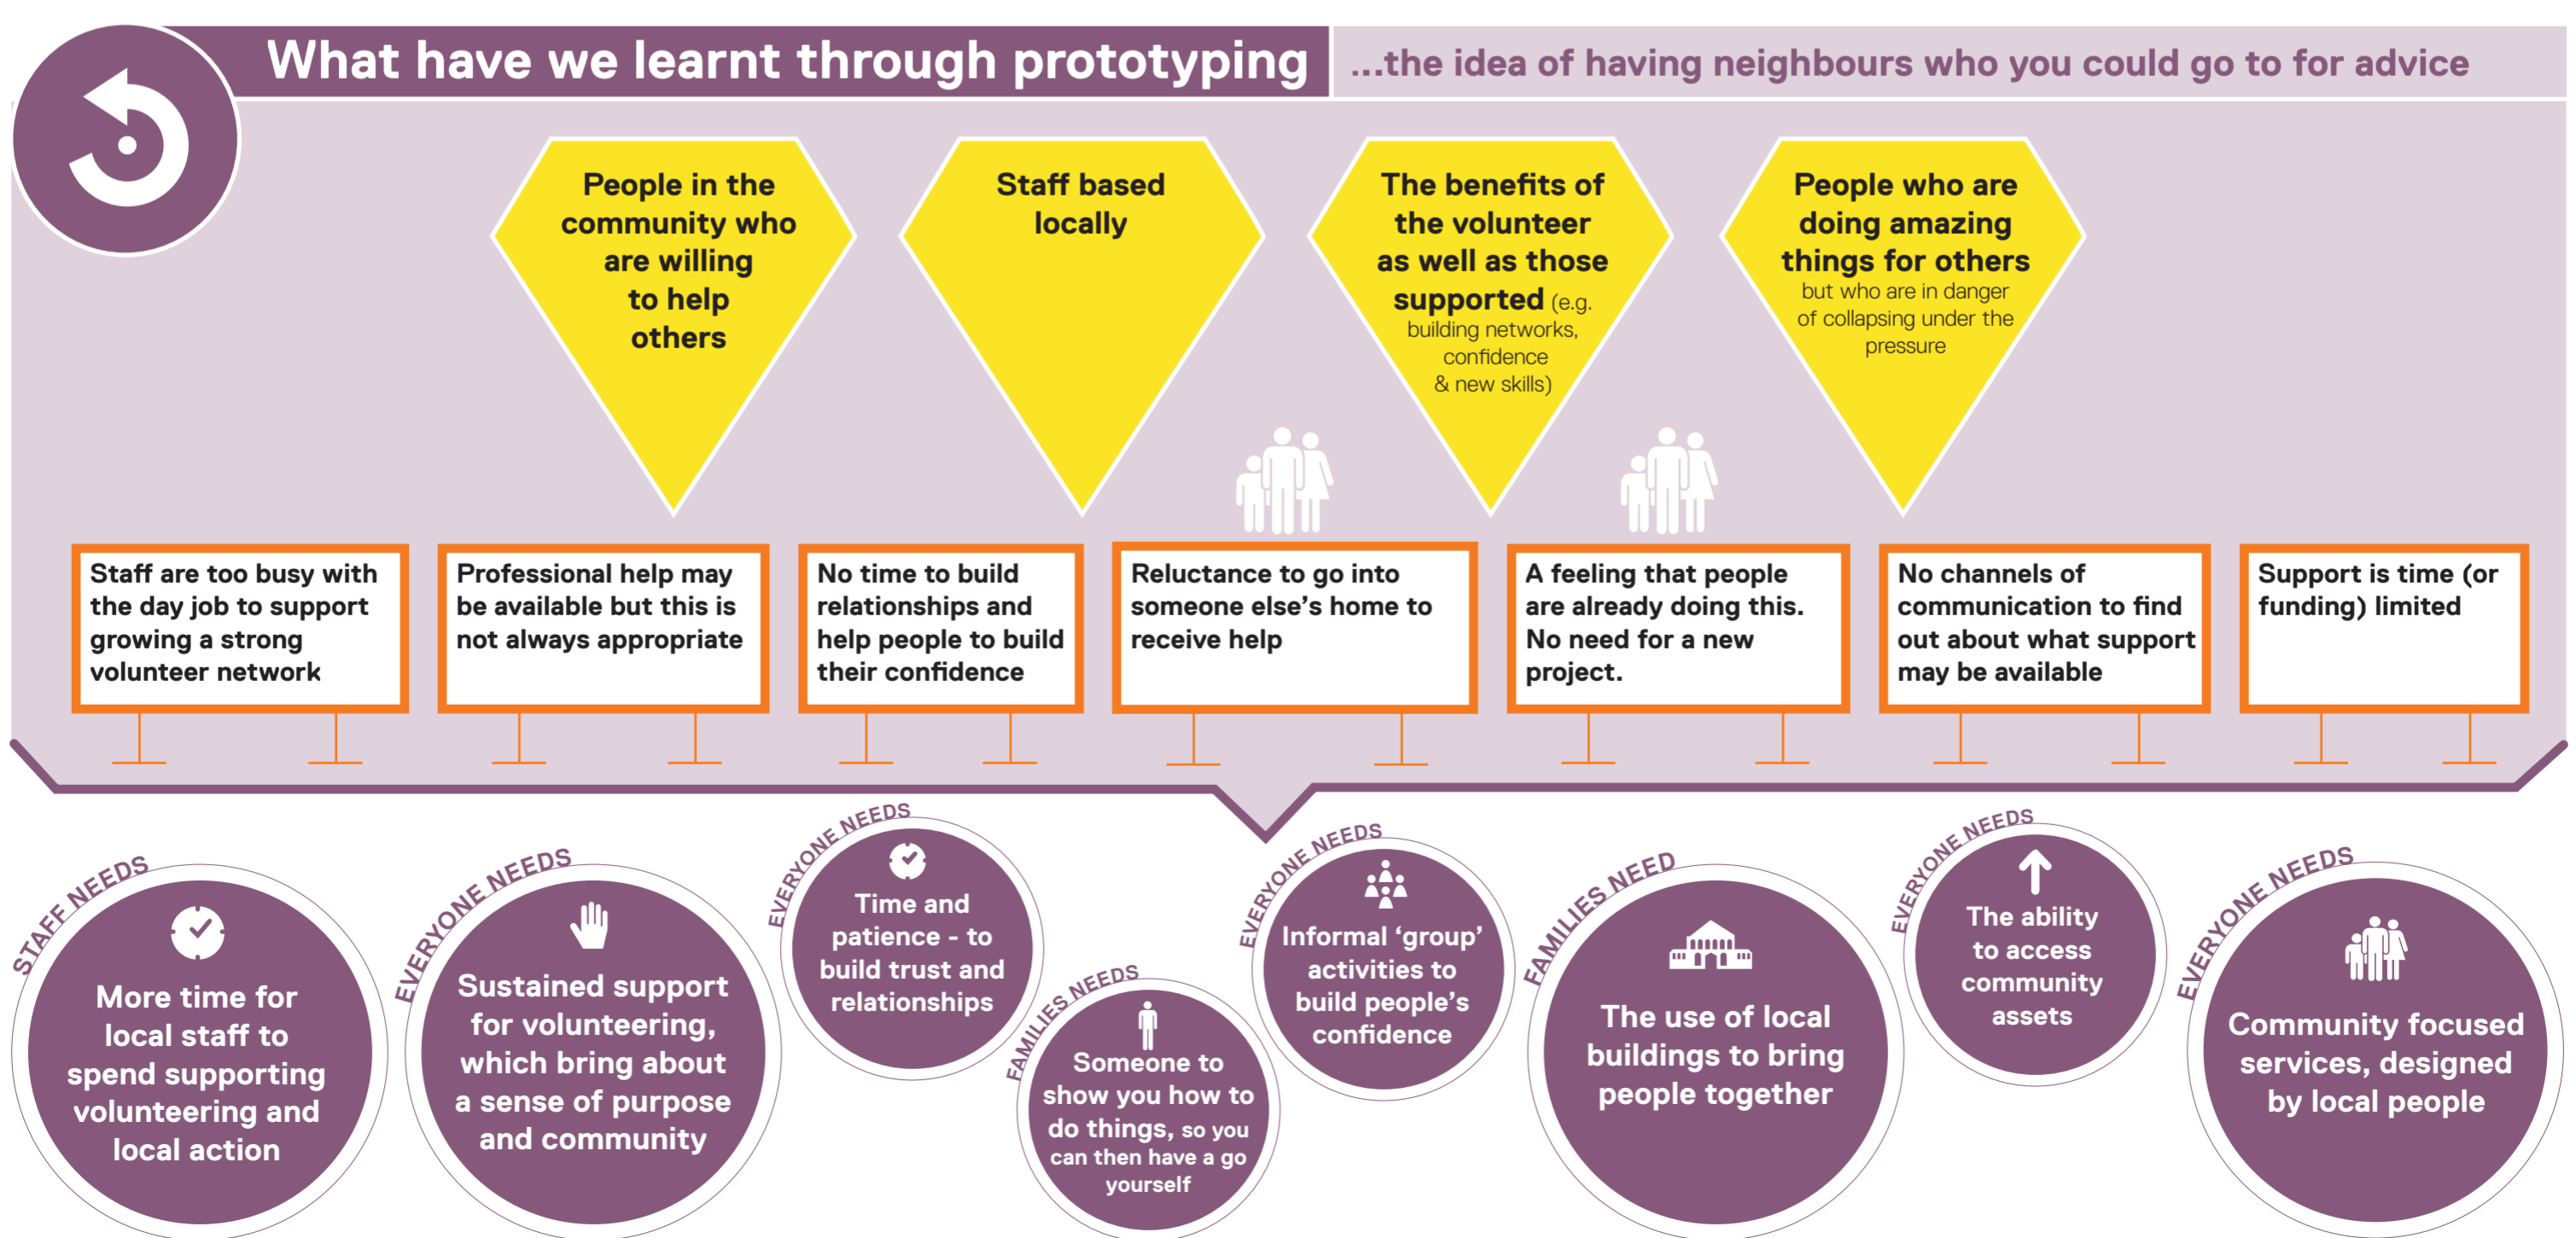 What have we learnt through prototyping
...the idea of having neighbours who you could go to for advice
People in the
community who
are willing
to help
others
Staff based
locally
The benefits of
the volunteer
as well as those
supported (e.g.
building networks,
confidence
& new skills)
People who are
doing amazing
things for others
but who are in danger
of collapsing under the
pressure
Staff are too busy with
the day job to support
growing a strong
volunteer network
Professional help may
be available but this is
not always appropriate
No time to build
relationships and
help people to build
their confidence
Reluctance to go into
someone else's home to
receive help
A feeling that people
are already doing this.
No need for a new
project.
No channels of
communication to find
out about what support
may be available
Support is time (or
funding) limited
STAFF NEEDS
More time for
local staff to
spend supporting
volunteering and
local action
EVERYONE NEEDS
Sustained support
for volunteering,
which bring about
a sense of purpose
and community
EVERYONE NEEDS
Time and
patience - to
build trust and
relationships
FAMILIES NEEDS
Someone to
show you how to
do things, so you
can then have a go
yourself
EVERYONE NEEDS
Informal 'group'
activities to
build people's
confidence
FAMILIES NEED
The use of local
buildings to bring
people together
EVERYONE NEEDS
The ability
to access
community
assets
EVERYONE NEEDS
Community focused
services, designed
by local people